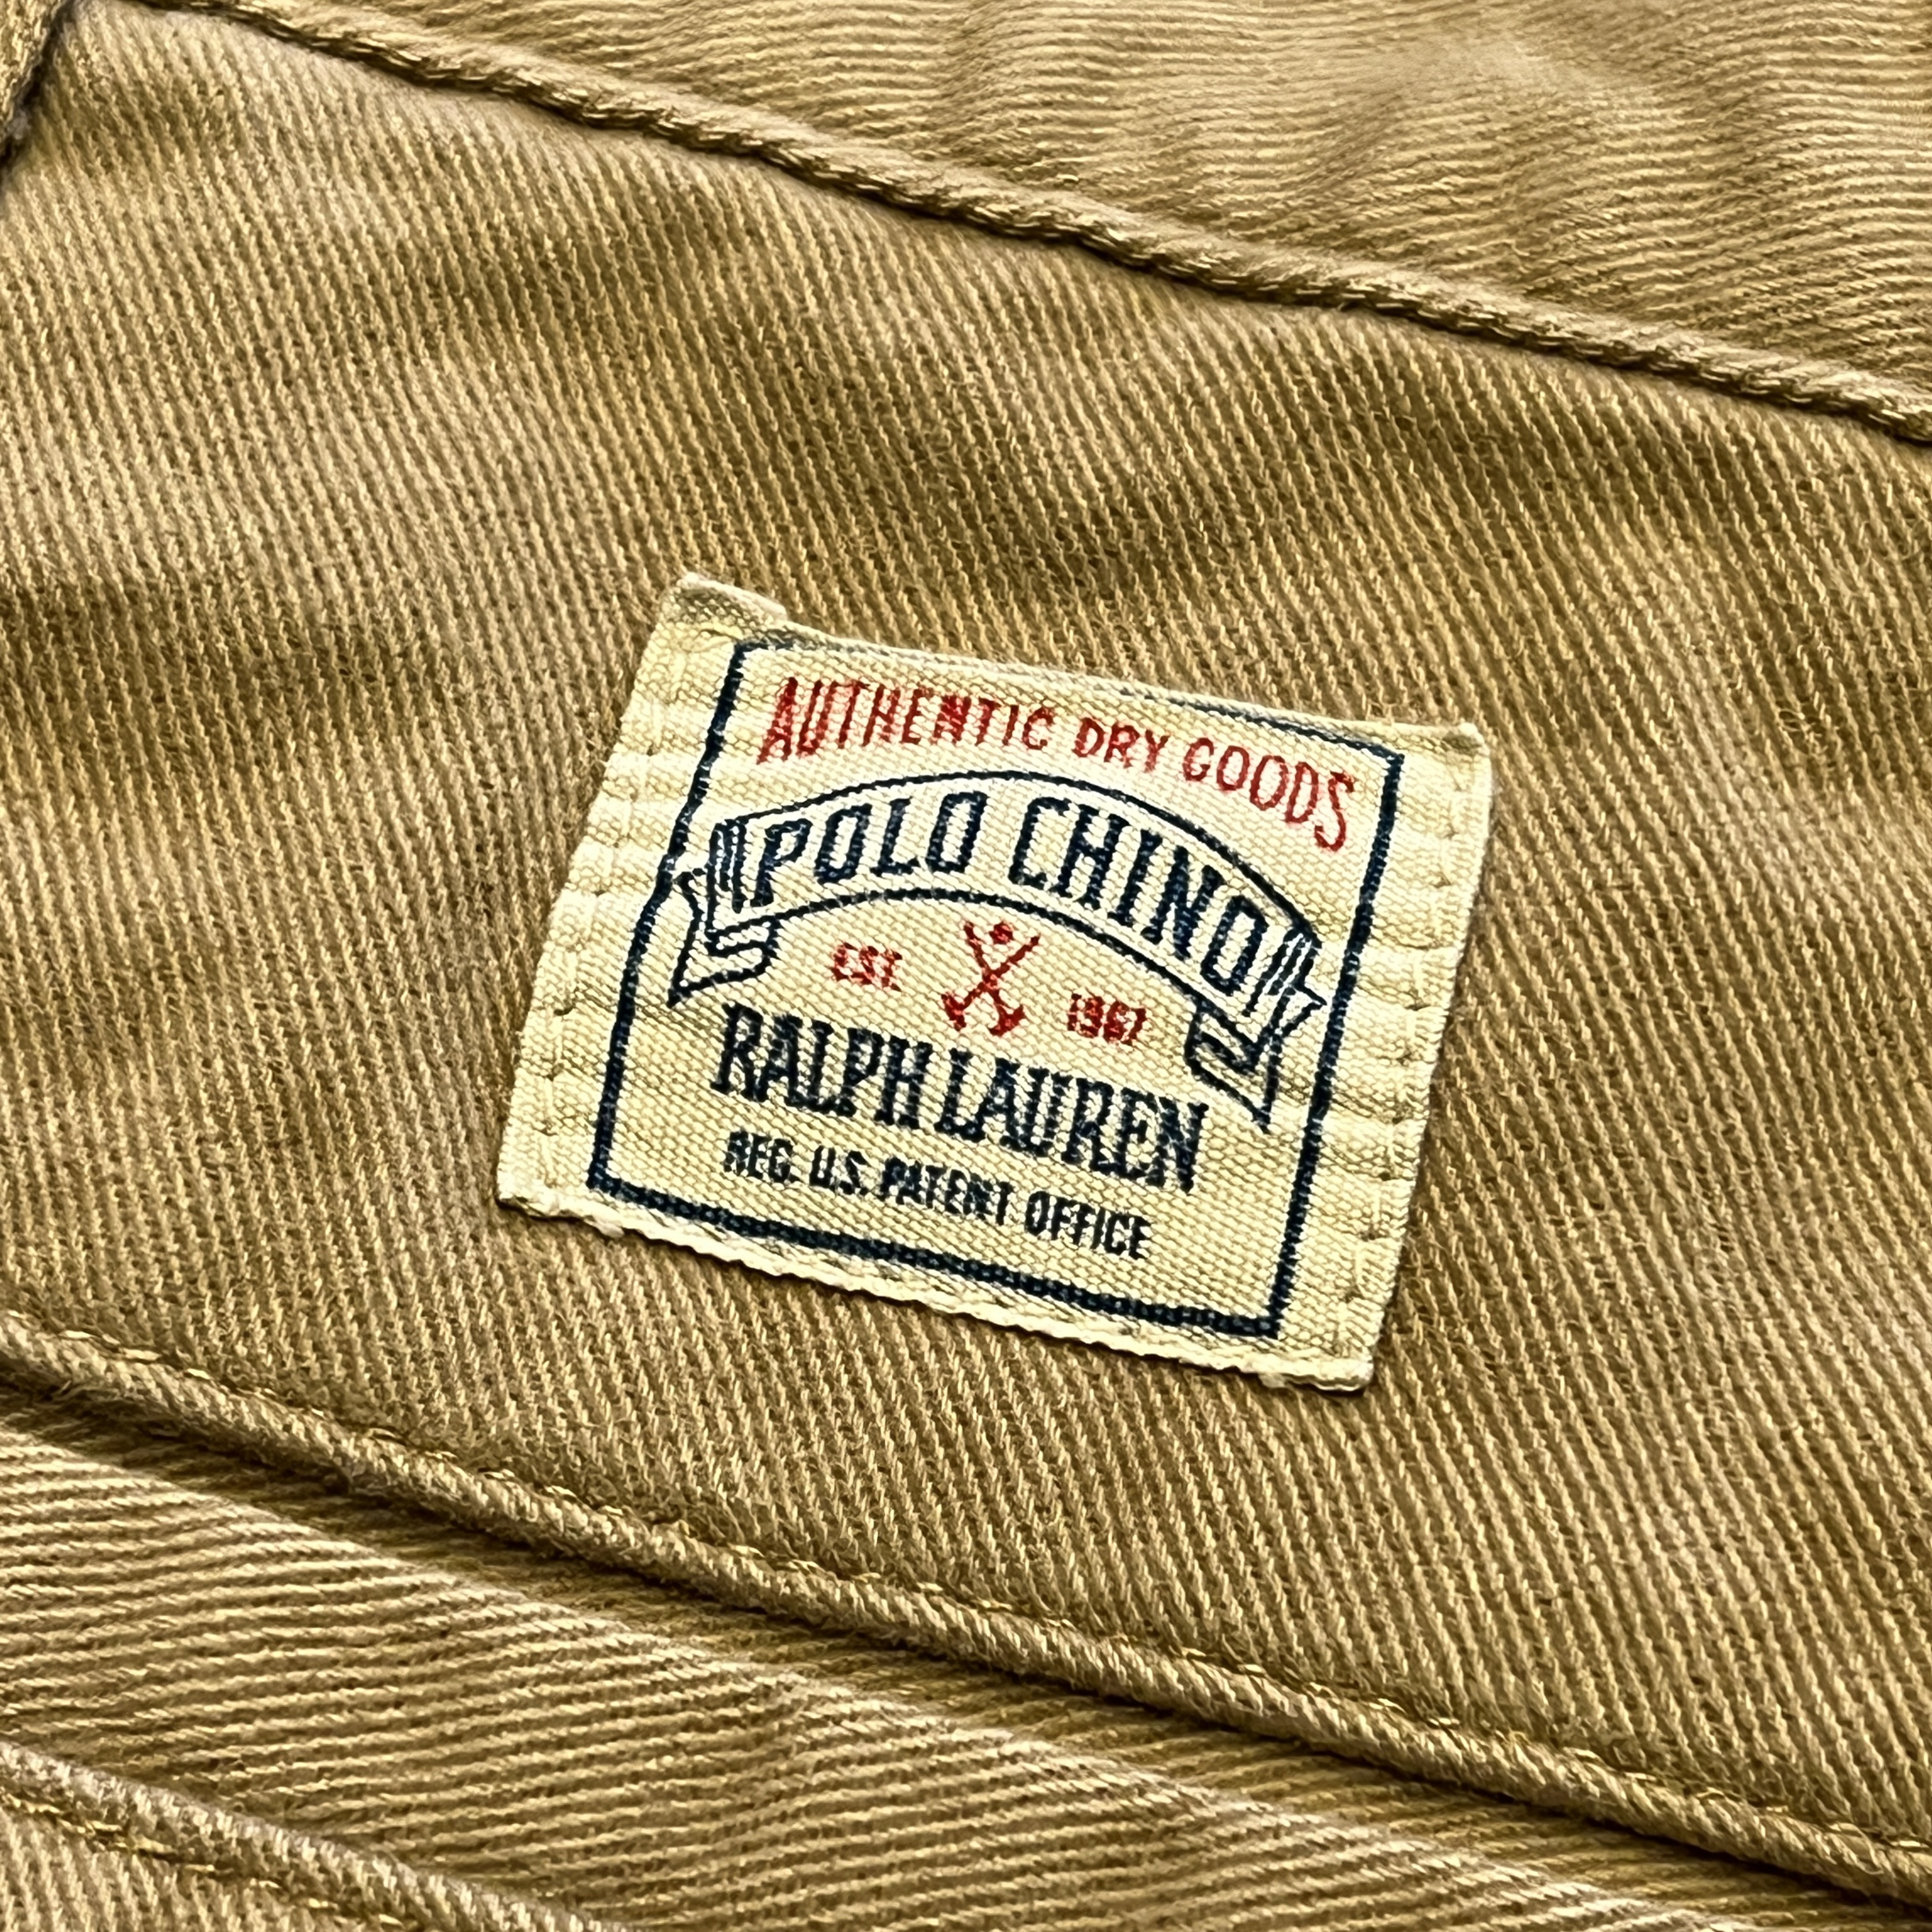 AUTHENTIC DRY GOODS
POLO CHINO
EST. 1967
RALPH LAUREN
REG. U.S. PATENT OFFICE